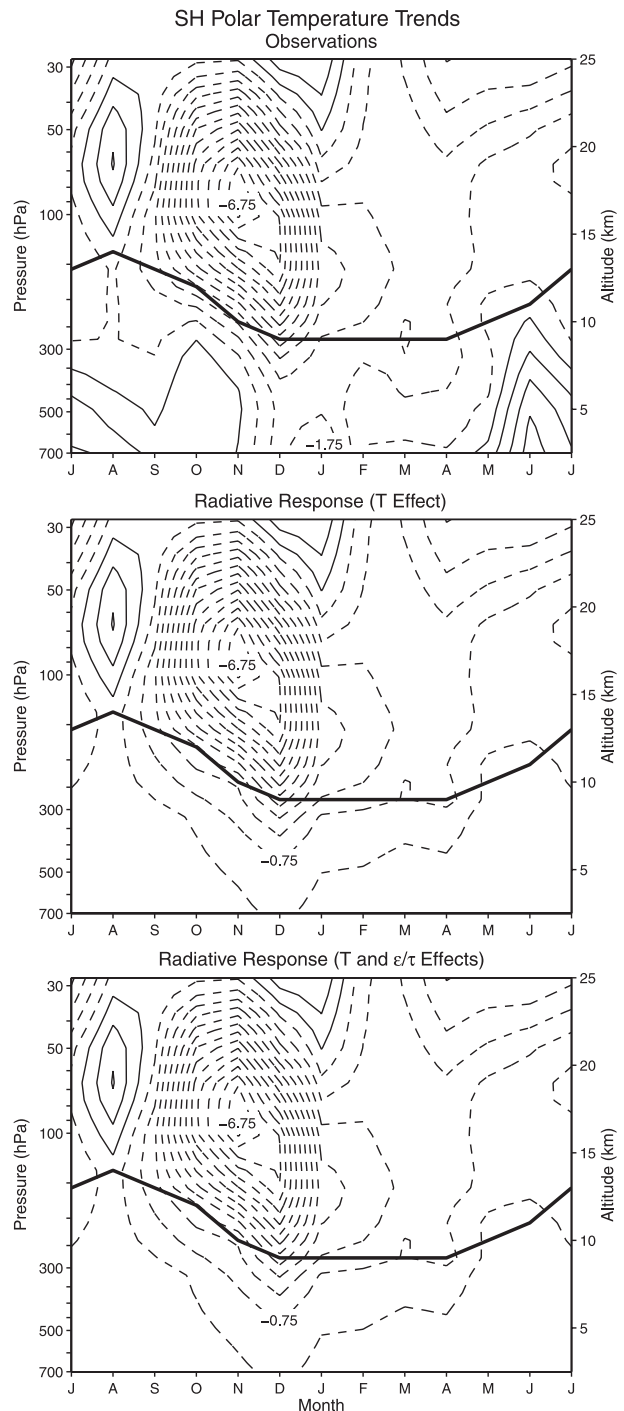 SH Polar Temperature Trends
Observations
30
50
100
300
500
700
Pressure (hPa)
25
20
15
10
5
Altitude (km)
−6.75
−1.75
J A S O N D J F M A M J J
Radiative Response (T Effect)
30
50
100
300
500
700
Pressure (hPa)
25
20
15
10
5
Altitude (km)
−6.75
−0.75
J A S O N D J F M A M J J
Radiative Response (T and ε/τ Effects)
30
50
100
300
500
700
Pressure (hPa)
25
20
15
10
5
Altitude (km)
−6.75
−0.75
J A S O N D J F M A M J J
Month